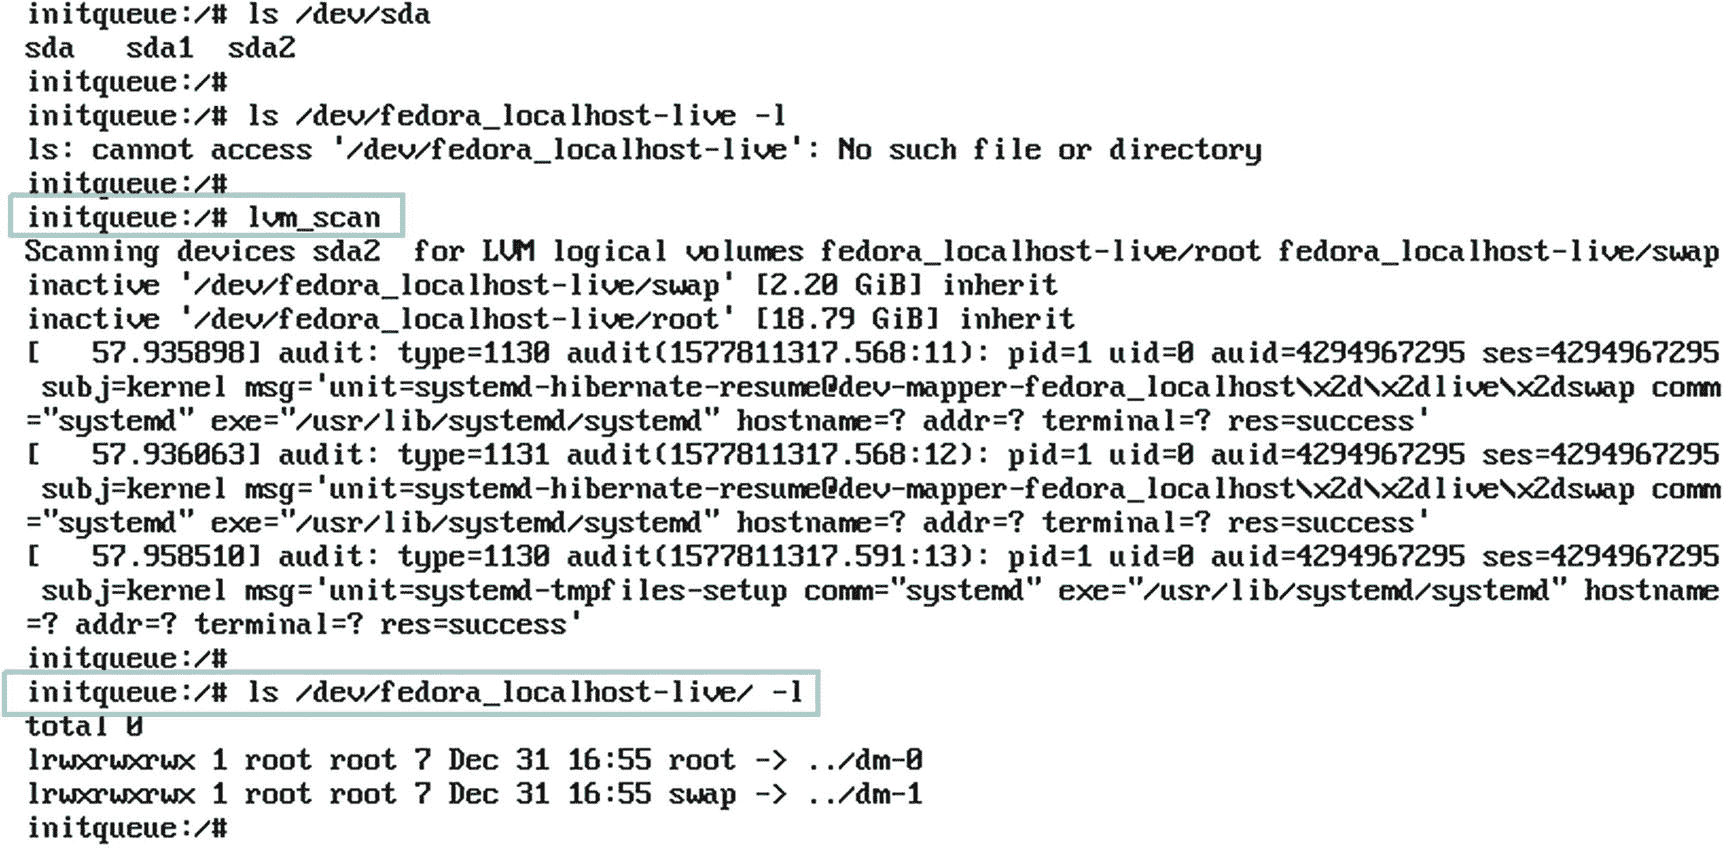 initqueue:/# ls /dev/sda
sda   sda1  sda2
initqueue:/#
initqueue:/# ls /dev/fedora_localhost-live -l
ls: cannot access '/dev/fedora_localhost-live': No such file or directory
initqueue:/#
initqueue:/# lvm_scan
Scanning devices sda2  for LVM logical volumes fedora_localhost-live/root fedora_localhost-live/swap
inactive '/dev/fedora_localhost-live/swap' [2.20 GiB] inherit
inactive '/dev/fedora_localhost-live/root' [18.79 GiB] inherit
[   57.935898] audit: type=1130 audit(1577811317.568:11): pid=1 uid=0 auid=4294967295 ses=4294967295
 subj=kernel msg='unit=systemd-hibernate-resume@dev-mapper-fedora_localhost\x2d\x2dlive\x2dswap comm
="systemd" exe="/usr/lib/systemd/systemd" hostname=? addr=? terminal=? res=success'
[   57.936063] audit: type=1131 audit(1577811317.568:12): pid=1 uid=0 auid=4294967295 ses=4294967295
 subj=kernel msg='unit=systemd-hibernate-resume@dev-mapper-fedora_localhost\x2d\x2dlive\x2dswap comm
="systemd" exe="/usr/lib/systemd/systemd" hostname=? addr=? terminal=? res=success'
[   57.958510] audit: type=1130 audit(1577811317.591:13): pid=1 uid=0 auid=4294967295 ses=4294967295
 subj=kernel msg='unit=systemd-tmpfiles-setup comm="systemd" exe="/usr/lib/systemd/systemd" hostname
=? addr=? terminal=? res=success'
initqueue:/#
initqueue:/# ls /dev/fedora_localhost-live/ -l
total 0
lrwxrwxrwx 1 root root 7 Dec 31 16:55 root -> ../dm-0
lrwxrwxrwx 1 root root 7 Dec 31 16:55 swap -> ../dm-1
initqueue:/#